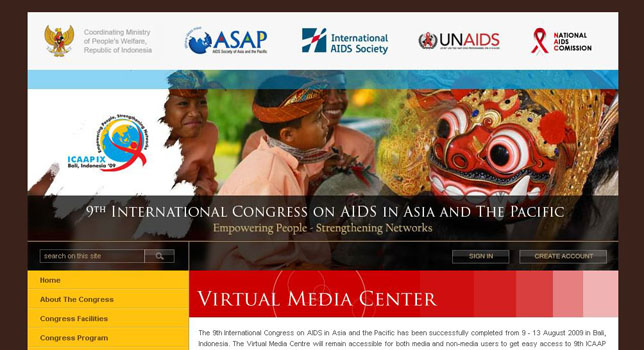 Coordinating Ministry
of People's Welfare,
Republic of Indonesia
ASAP
AIDS Society of Asia and the Pacific
International
AIDS Society
UNAIDS
NATIONAL
AIDS
COMISSION
Empowering People, Strengthening Networks
ICAAP IX
Bali, Indonesia '09
9TH INTERNATIONAL CONGRESS ON AIDS IN ASIA AND THE PACIFIC
Empowering People - Strengthening Networks
search on this site
SIGN IN
CREATE ACCOUNT
Home
About The Congress
Congress Facilities
Congress Program
VIRTUAL MEDIA CENTER
The 9th International Congress on AIDS in Asia and the Pacific has been successfully completed from 9 - 13 August 2009 in Bali,
Indonesia. The Virtual Media Centre will remain accessible for both media and non-media users to get easy access to 9th ICAAP